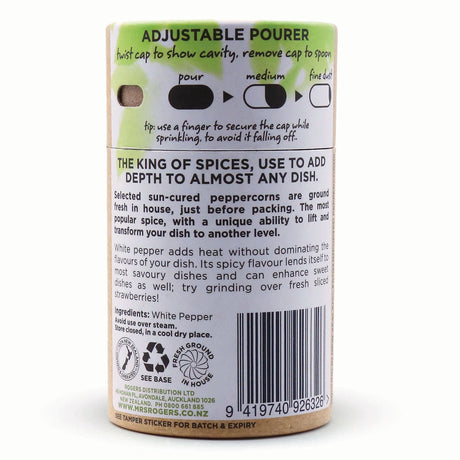 ADJUSTABLE POURER
twist cap to show cavity, remove cap to spoon
pour medium fine dust
tip: use a finger to secure the cap while
sprinkling, to avoid it falling off.
THE KING OF SPICES, USE TO ADD
DEPTH TO ALMOST ANY DISH.
Selected sun-cured peppercorns are ground
fresh in house, just before packing. The most
popular spice, with a unique ability to lift and
transform your dish to another level.
White pepper adds heat without dominating the
flavours of your dish. Its spicy flavour lends itself to
most savoury dishes and can enhance sweet
dishes as well; try grinding over fresh sliced
strawberries!
Ingredients: White Pepper
Avoid use over steam.
Store closed, in a cool dry place.
SEE BASE
FRESH GROUND
IN HOUSE
ROGERS DISTRIBUTION LTD
PL, AVONDALE, AUCKLAND 1026
NEW ZEALAND. PH 0800 661 885
WWW.MRSROGERS.CO.NZ
SEE TAMPER STICKER FOR BATCH & EXPIRY
9 419740 926326